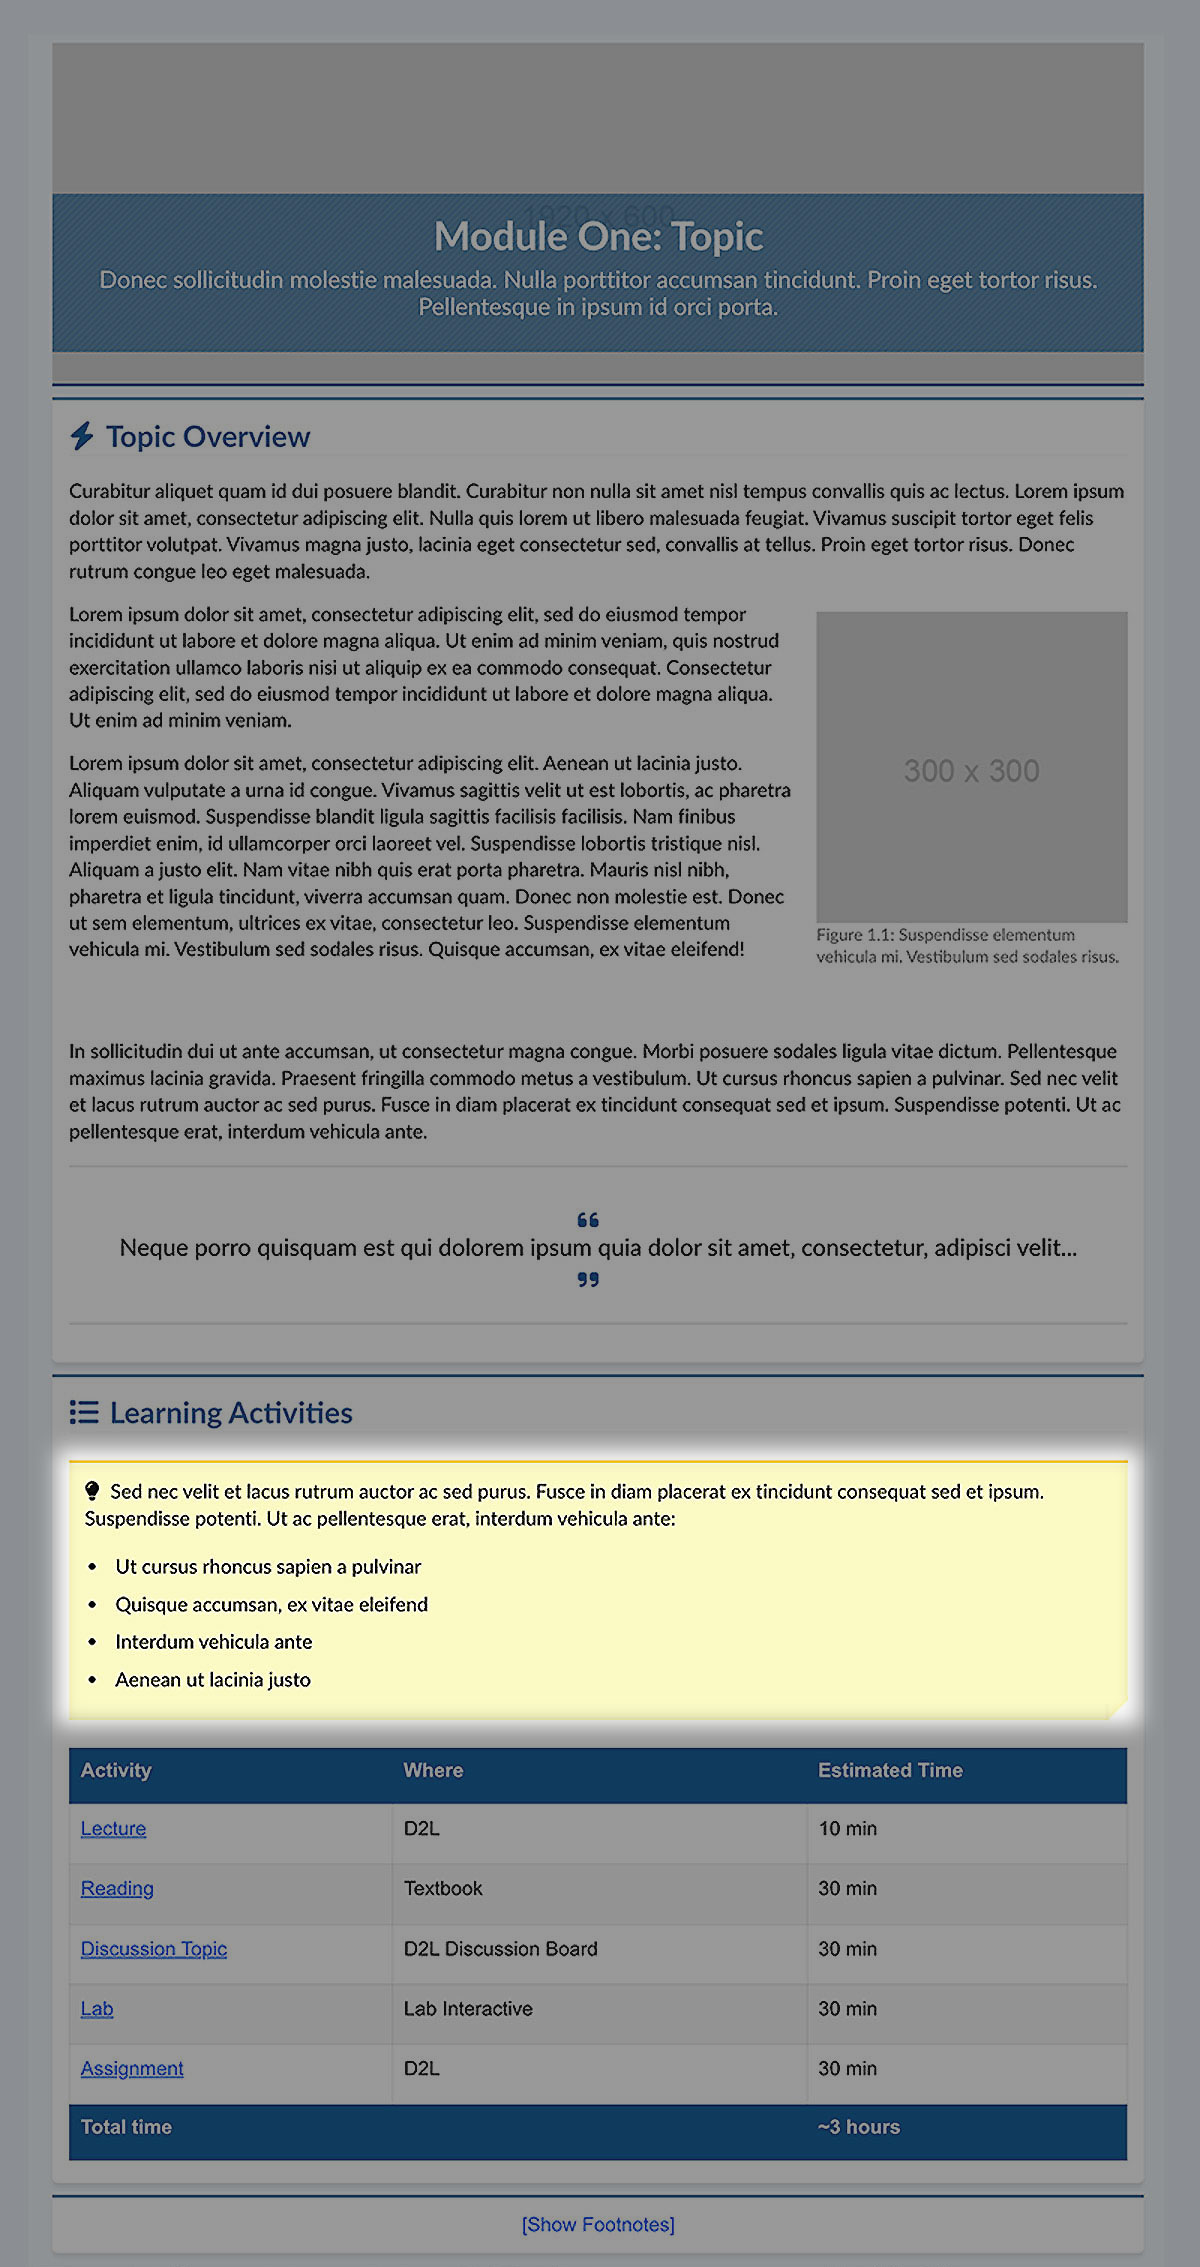 1920 x 600
Module One: Topic
Donec sollicitudin molestie malesuada. Nulla porttitor accumsan tincidunt. Proin eget tortor risus.
Pellentesque in ipsum id orci porta.
Topic Overview
Curabitur aliquet quam id dui posuere blandit. Curabitur non nulla sit amet nisl tempus convallis quis ac lectus. Lorem ipsum
dolor sit amet, consectetur adipiscing elit. Nulla quis lorem ut libero malesuada feugiat. Vivamus suscipit tortor eget felis
porttitor volutpat. Vivamus magna justo, lacinia eget consectetur sed, convallis at tellus. Proin eget tortor risus. Donec
rutrum congue leo eget malesuada.
Lorem ipsum dolor sit amet, consectetur adipiscing elit, sed do eiusmod tempor
incididunt ut labore et dolore magna aliqua. Ut enim ad minim veniam, quis nostrud
exercitation ullamco laboris nisi ut aliquip ex ea commodo consequat. Consectetur
adipiscing elit, sed do eiusmod tempor incididunt ut labore et dolore magna aliqua.
Ut enim ad minim veniam.
Lorem ipsum dolor sit amet, consectetur adipiscing elit. Aenean ut lacinia justo.
Aliquam vulputate a urna id congue. Vivamus sagittis velit ut est lobortis, ac pharetra
lorem euismod. Suspendisse blandit ligula sagittis facilisis facilisis. Nam finibus
imperdiet enim, id ullamcorper orci laoreet vel. Suspendisse lobortis tristique nisl.
Aliquam a justo elit. Nam vitae nibh quis erat porta pharetra. Mauris nisl nibh,
pharetra et ligula tincidunt, viverra accumsan quam. Donec non molestie est. Donec
ut sem elementum, ultrices ex vitae, consectetur leo. Suspendisse elementum
vehicula mi. Vestibulum sed sodales risus. Quisque accumsan, ex vitae eleifend!
300 x 300
Figure 1.1: Suspendisse elementum
vehicula mi. Vestibulum sed sodales risus.
In sollicitudin dui ut ante accumsan, ut consectetur magna congue. Morbi posuere sodales ligula vitae dictum. Pellentesque
maximus lacinia gravida. Praesent fringilla commodo metus a vestibulum. Ut cursus rhoncus sapien a pulvinar. Sed nec velit
et lacus rutrum auctor ac sed purus. Fusce in diam placerat ex tincidunt consequat sed et ipsum. Suspendisse potenti. Ut ac
pellentesque erat, interdum vehicula ante.
“
Neque porro quisquam est qui dolorem ipsum quia dolor sit amet, consectetur, adipisci velit...
”
Learning Activities
Sed nec velit et lacus rutrum auctor ac sed purus. Fusce in diam placerat ex tincidunt consequat sed et ipsum.
Suspendisse potenti. Ut ac pellentesque erat, interdum vehicula ante:
• Ut cursus rhoncus sapien a pulvinar
• Quisque accumsan, ex vitae eleifend
• Interdum vehicula ante
• Aenean ut lacinia justo
Activity Where Estimated Time
Lecture D2L 10 min
Reading Textbook 30 min
Discussion Topic D2L Discussion Board 30 min
Lab Lab Interactive 30 min
Assignment D2L 30 min
Total time ~3 hours
[Show Footnotes]